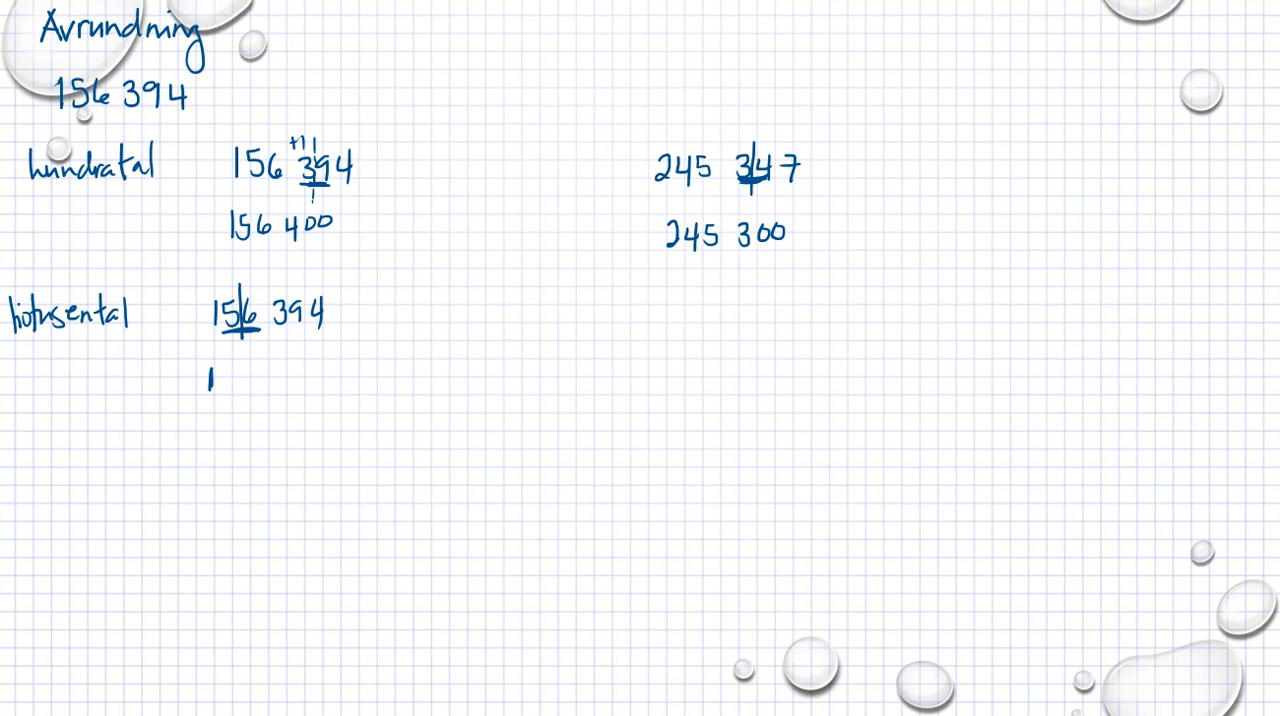 Avrundning
156 394
hundratal 156 394 245 347
+1
156 400 245 300
tiotusental 156 394
1